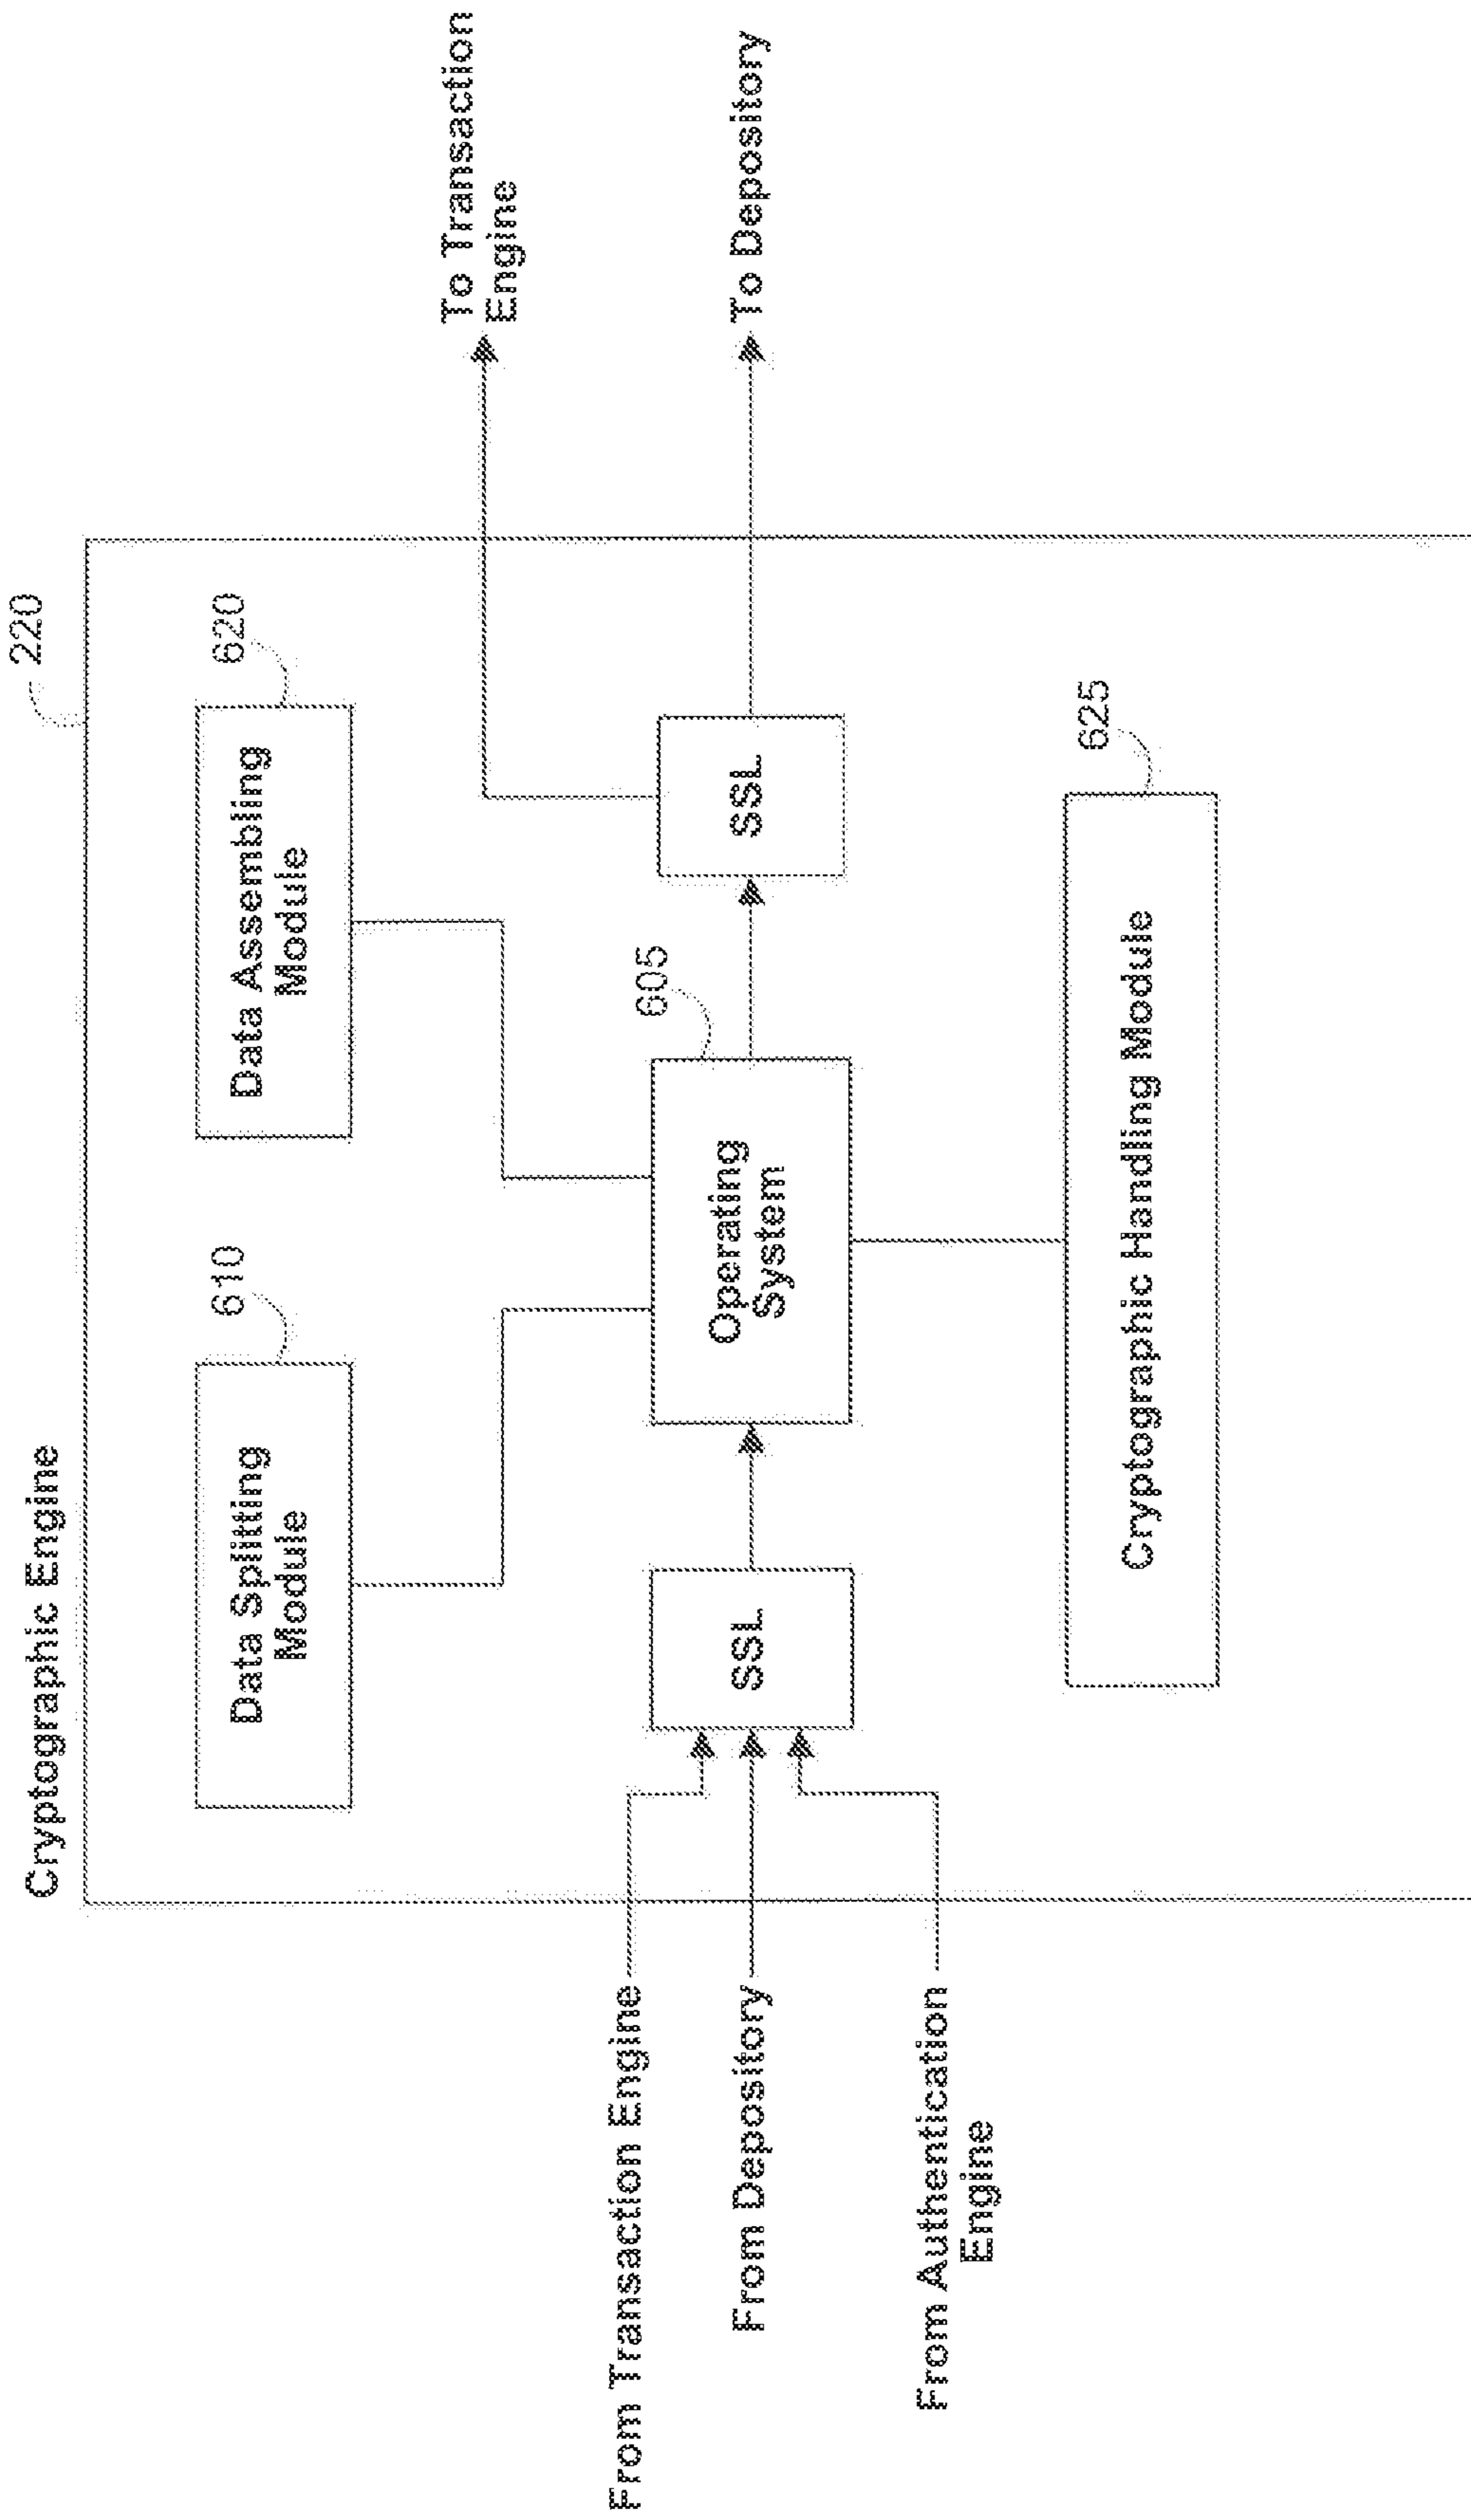 Cryptographic Engine
220
Data Splitting
Module
610
Data Assembling
Module
620
To Transaction
Engine
From Transaction Engine
From Depository
From Authentication
Engine
SSL
Operating
System
605
SSL
To Depository
Cryptographic Handling Module
625